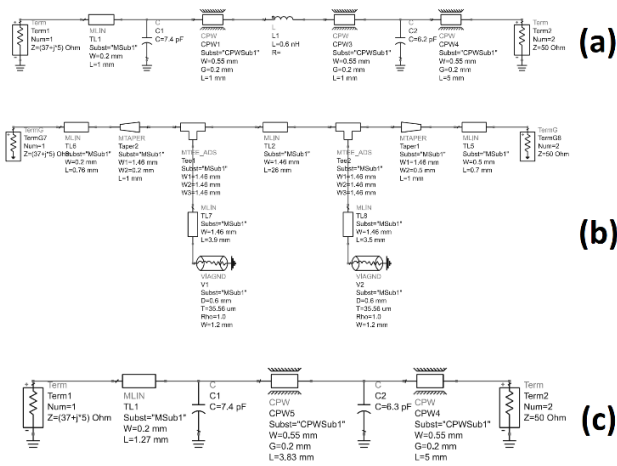 Term
Term1
Num=1
Z=(37+j*5) Ohm
MLIN
TL1
Subst="MSub1"
W=0.2 mm
L=1 mm
C
C1
C=7.4 pF
CPW
CPW1
Subst="CPWSub1"
W=0.55 mm
G=0.2 mm
L=1 mm
L
L1
L=0.6 nH
R=
CPW
CPW3
Subst="CPWSub1"
W=0.55 mm
G=0.2 mm
L=1 mm
C
C2
C=6.2 pF
CPW
CPW4
Subst="CPWSub1"
W=0.55 mm
G=0.2 mm
L=5 mm
Term
Term2
Num=2
Z=50 Ohm
(a)
TermG
TermG7
Num=1
Z=(37+j*5) Ohm
MLIN
TL6
Subst="MSub1"
W=0.2 mm
L=0.76 mm
MTAPER
Taper2
Subst="MSub1"
W1=1.46 mm
W2=0.2 mm
L=1 mm
MTEE_ADS
Tee1
Subst="MSub1"
W1=1.46 mm
W2=1.46 mm
W3=1.46 mm
MLIN
TL2
Subst="MSub1"
W=1.46 mm
L=26 mm
MTEE_ADS
Tee2
Subst="MSub1"
W1=1.46 mm
W2=1.46 mm
W3=1.46 mm
MTAPER
Taper1
Subst="MSub1"
W1=1.46 mm
W2=0.5 mm
L=1 mm
MLIN
TL5
Subst="MSub1"
W=0.5 mm
L=0.7 mm
TermG
TermG8
Num=2
Z=50 Ohm
MLIN
TL7
Subst="MSub1"
W=1.46 mm
L=3.9 mm
MLIN
TL8
Subst="MSub1"
W=1.46 mm
L=3.5 mm
VIAGND
V1
Subst="MSub1"
D=0.6 mm
T=35.56 um
Rho=1.0
W=1.2 mm
VIAGND
V2
Subst="MSub1"
D=0.6 mm
T=35.56 um
Rho=1.0
W=1.2 mm
(b)
Term
Term1
Num=1
Z=(37+j*5) Ohm
MLIN
TL1
Subst="MSub1"
W=0.2 mm
L=1.27 mm
C
C1
C=7.4 pF
CPW
CPW5
Subst="CPWSub1"
W=0.55 mm
G=0.2 mm
L=3.83 mm
C
C2
C=6.3 pF
CPW
CPW4
Subst="CPWSub1"
W=0.55 mm
G=0.2 mm
L=5 mm
Term
Term2
Num=2
Z=50 Ohm
(c)